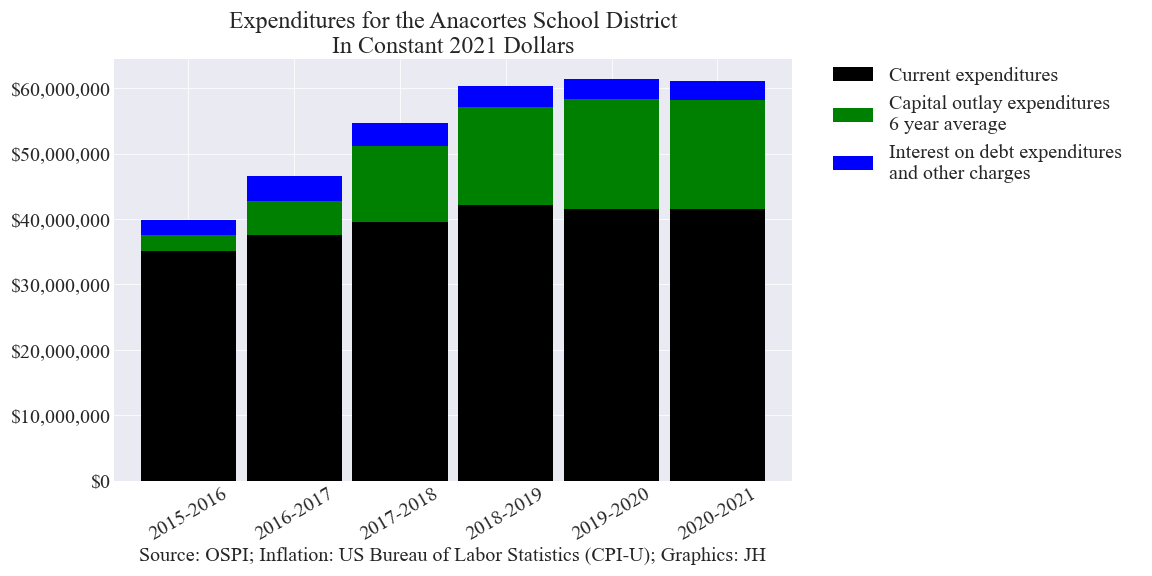 Expenditures for the Anacortes School District
In Constant 2021 Dollars
$60,000,000
$50,000,000
$40,000,000
$30,000,000
$20,000,000
$10,000,000
$0
2015-2016
2016-2017
2017-2018
2018-2019
2019-2020
2020-2021
Source: OSPI; Inflation: US Bureau of Labor Statistics (CPI-U); Graphics: JH
Current expenditures
Capital outlay expenditures
6 year average
Interest on debt expenditures
and other charges